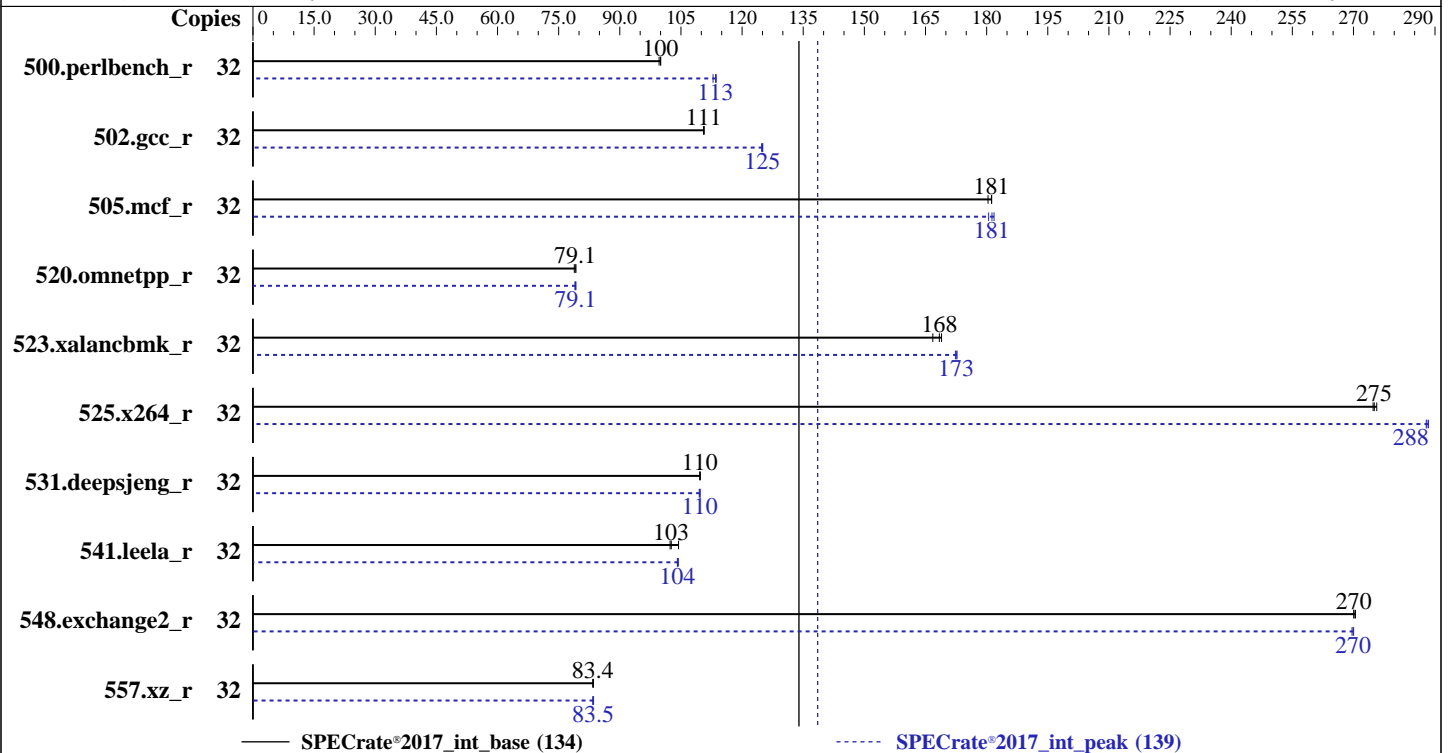 Copies 0 15.0 30.0 45.0 60.0 75.0 90.0 105 120 135 150 165 180 195 210 225 240 255 270 290
100
500.perlbench_r 32
113
111
502.gcc_r 32
125
181
505.mcf_r 32
181
79.1
520.omnetpp_r 32
79.1
168
523.xalancbmk_r 32
173
275
525.x264_r 32
288
110
531.deepsjeng_r 32
110
103
541.leela_r 32
104
270
548.exchange2_r 32
270
83.4
557.xz_r 32
83.5
SPECrate®2017_int_base (134) SPECrate®2017_int_peak (139)